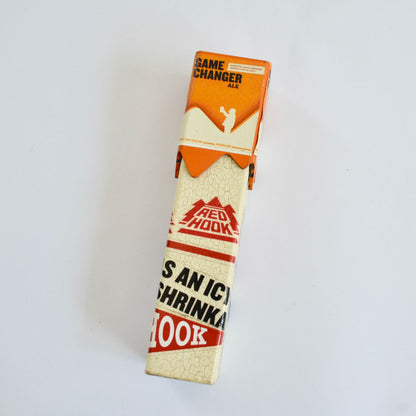 GAME
CHANGER
ALE
RED
HOOK
S AN ICY
SHRINKA
HOOK